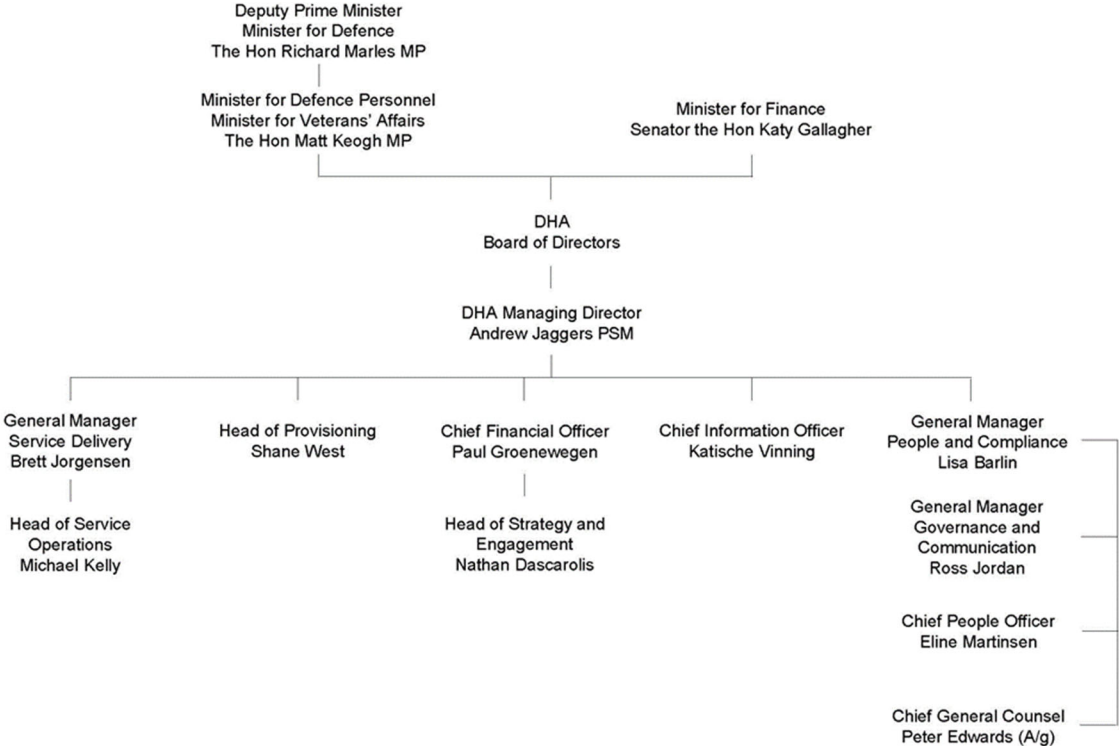 Deputy Prime Minister
Minister for Defence
The Hon Richard Marles MP
Minister for Defence Personnel
Minister for Veterans' Affairs
The Hon Matt Keogh MP
Minister for Finance
Senator the Hon Katy Gallagher
DHA
Board of Directors
DHA Managing Director
Andrew Jaggers PSM
General Manager
Service Delivery
Brett Jorgensen
Head of Service
Operations
Michael Kelly
Head of Provisioning
Shane West
Chief Financial Officer
Paul Groenewegen
Head of Strategy and
Engagement
Nathan Dascarolis
Chief Information Officer
Katische Vinning
General Manager
People and Compliance
Lisa Barlin
General Manager
Governance and
Communication
Ross Jordan
Chief People Officer
Eline Martinsen
Chief General Counsel
Peter Edwards (A/g)